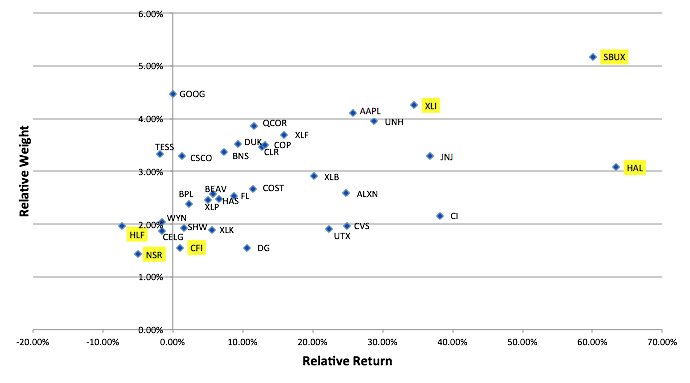 6.00%
SBUX
5.00%
GOOG
XLI
AAPL
4.00%
QCOR
UNH
XLF
DUK
COP
CLR
TESS
BNS
CSCO
JNJ
HAL
3.00%
XLB
COST
BEAV
BPL
FL
ALXN
HAS
XLP
WYN
CI
2.00%
SHW
XLK
CVS
HLF
CELG
UTX
CFI
DG
NSR
1.00%
0.00%
-20.00% -10.00% 0.00% 10.00% 20.00% 30.00% 40.00% 50.00% 60.00% 70.00%
Relative Weight
Relative Return